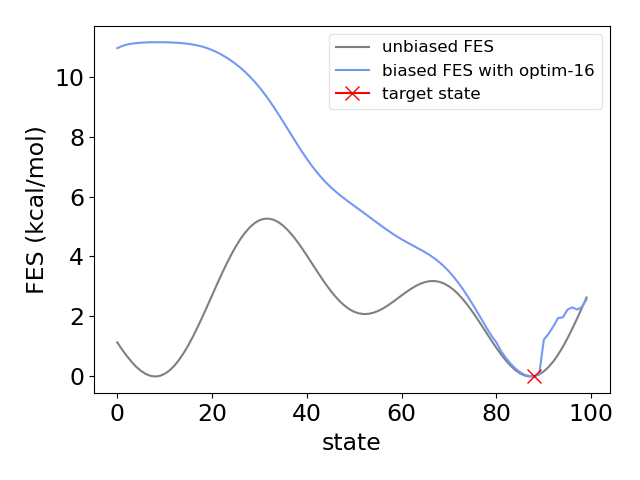 unbiased FES
biased FES with optim-16
target state
FES (kcal/mol)
10
8
6
4
2
0
0 20 40 60 80 100
state